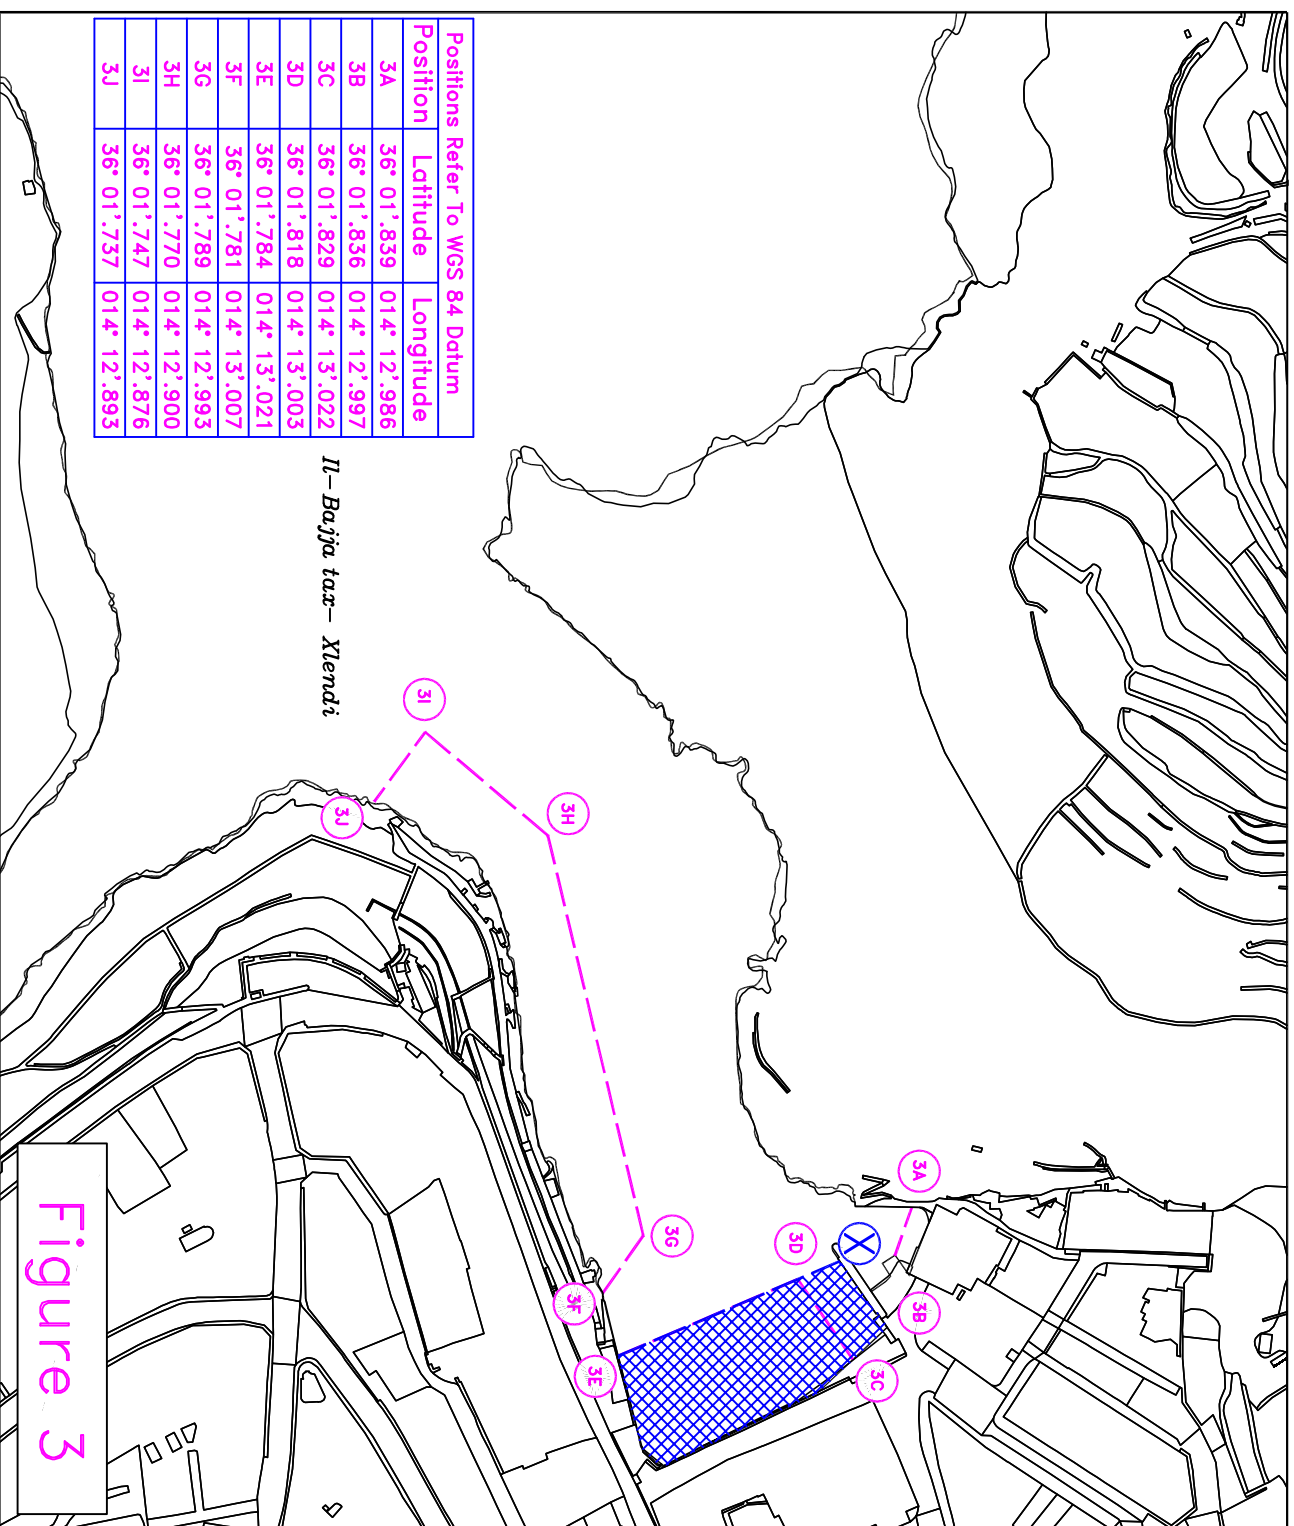 Positions Refer To WGS 84 Datum
Position Latitude Longitude
3A 36° 01'.839 014° 12'.986
3B 36° 01'.836 014° 12'.997
3C 36° 01'.829 014° 13'.022
3D 36° 01'.818 014° 13'.003
3E 36° 01'.784 014° 13'.021
3F 36° 01'.781 014° 13'.007
3G 36° 01'.789 014° 12'.993
3H 36° 01'.770 014° 12'.900
3I 36° 01'.747 014° 12'.876
3J 36° 01'.737 014° 12'.893
Il-Bajja tax- Xlendi
3I
3J
3H
3A
3G
3D
X
3F
3B
3E
3C
Figure 3